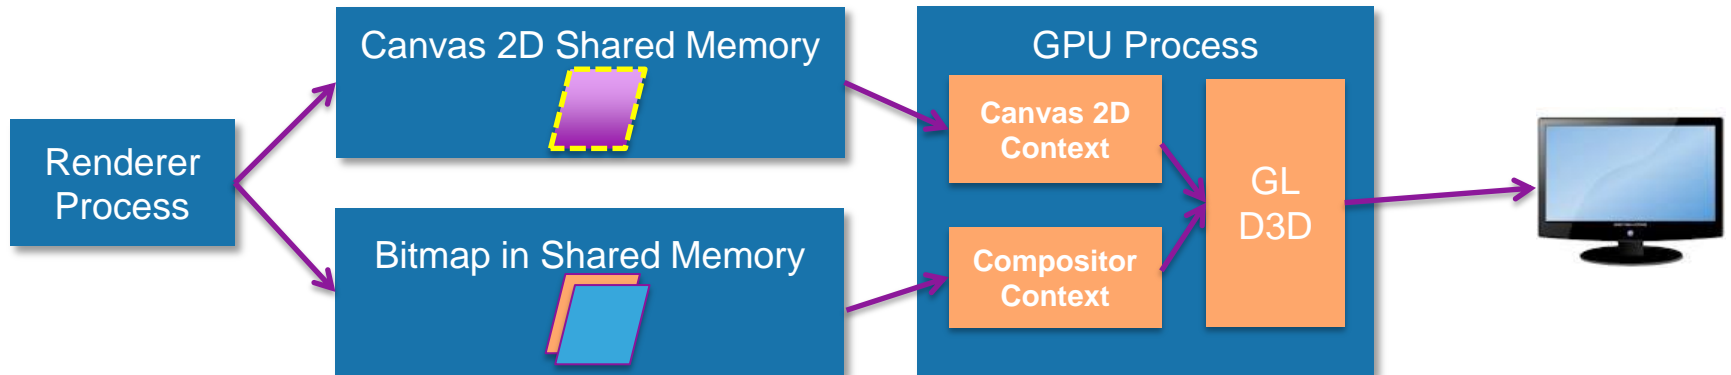 Renderer
Process
Canvas 2D Shared Memory
Bitmap in Shared Memory
GPU Process
Canvas 2D
Context
Compositor
Context
GL
D3D